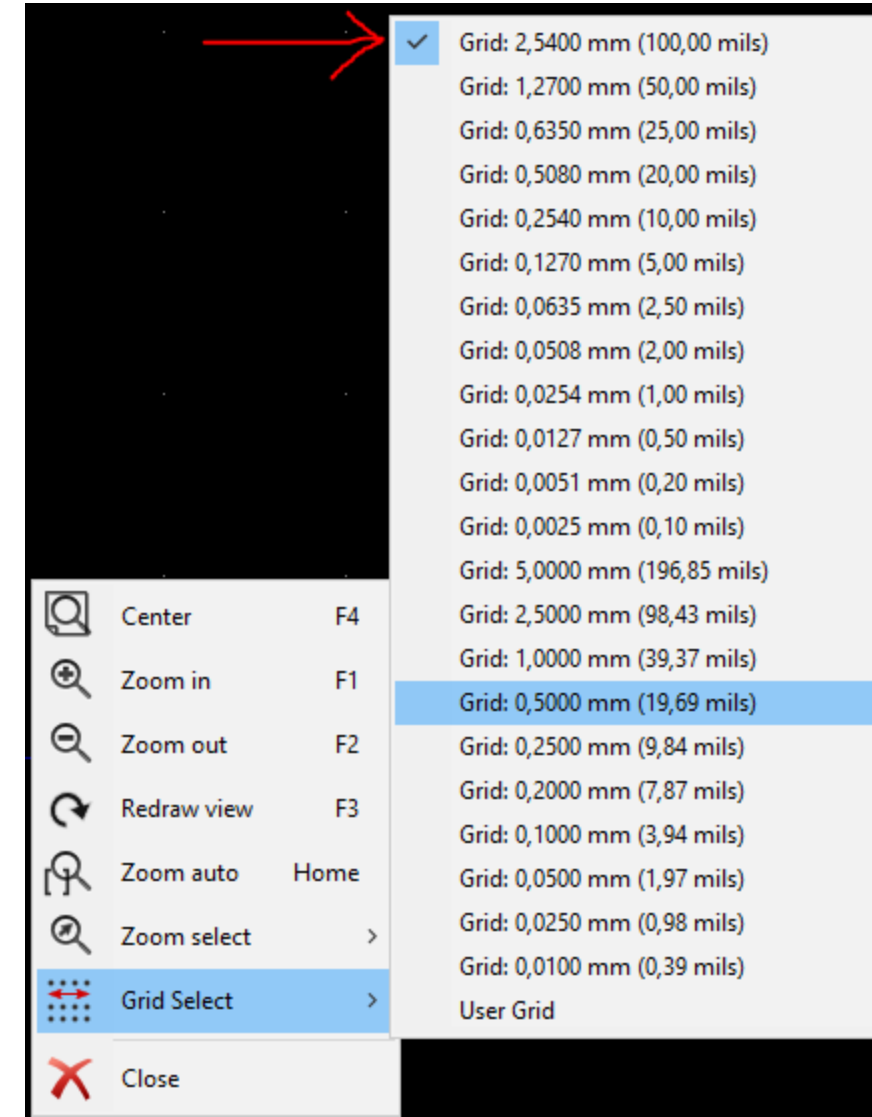 Grid: 2,5400 mm (100,00 mils)
Grid: 1,2700 mm (50,00 mils)
Grid: 0,6350 mm (25,00 mils)
Grid: 0,5080 mm (20,00 mils)
Grid: 0,2540 mm (10,00 mils)
Grid: 0,1270 mm (5,00 mils)
Grid: 0,0635 mm (2,50 mils)
Grid: 0,0508 mm (2,00 mils)
Grid: 0,0254 mm (1,00 mils)
Grid: 0,0127 mm (0,50 mils)
Grid: 0,0051 mm (0,20 mils)
Grid: 0,0025 mm (0,10 mils)
Grid: 5,0000 mm (196,85 mils)
Grid: 2,5000 mm (98,43 mils)
Grid: 1,0000 mm (39,37 mils)
Grid: 0,5000 mm (19,69 mils)
Grid: 0,2500 mm (9,84 mils)
Grid: 0,2000 mm (7,87 mils)
Grid: 0,1000 mm (3,94 mils)
Grid: 0,0500 mm (1,97 mils)
Grid: 0,0250 mm (0,98 mils)
Grid: 0,0100 mm (0,39 mils)
User Grid
Center F4
Zoom in F1
Zoom out F2
Redraw view F3
Zoom auto Home
Zoom select
Grid Select
Close